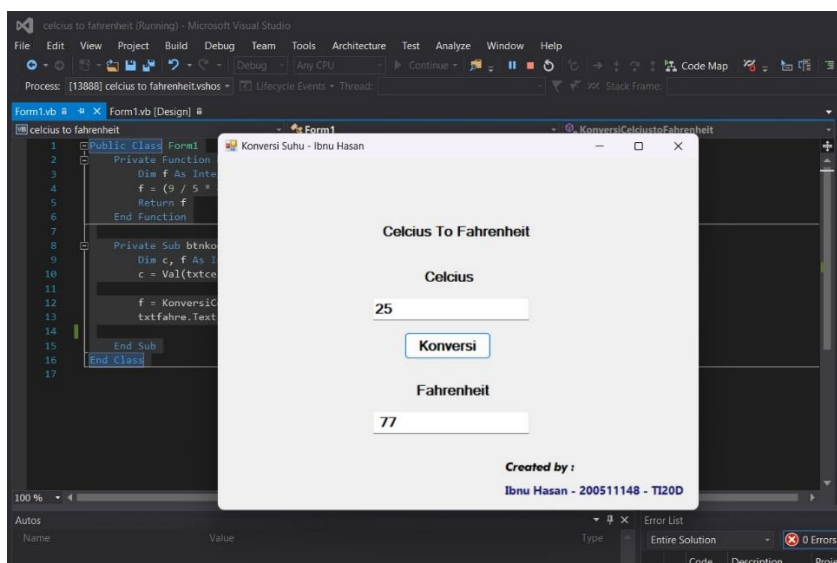 celcius to fahrenheit (Running) - Microsoft Visual Studio
File Edit View Project Build Debug Team Tools Architecture Test Analyze Window Help
Debug Any CPU Continue Code Map
Process: [13888] celcius to fahrenheit.vshos Lifecycle Events Thread: Stack Frame:
Form1.vb Form1.vb [Design]
celcius to fahrenheit Form1 KonversiCelciustoFahrenheit
1 Public Class Form1
2 Private Function
3 Dim f As Inte
4 f = (9 / 5 *
5 Return f
6 End Function
7
8 Private Sub btnko
9 Dim c, f As I
10 c = Val(txtce
11
12 f = KonversiC
13 txtfahre.Text
14
15 End Sub
16 End Class
17
Konversi Suhu - Ibnu Hasan
Celcius To Fahrenheit
Celcius
25
Konversi
Fahrenheit
77
Created by :
Ibnu Hasan - 200511148 - TI20D
100 %
Autos
Name Value Type
Error List
Entire Solution 0 Errors
Code Description Proje